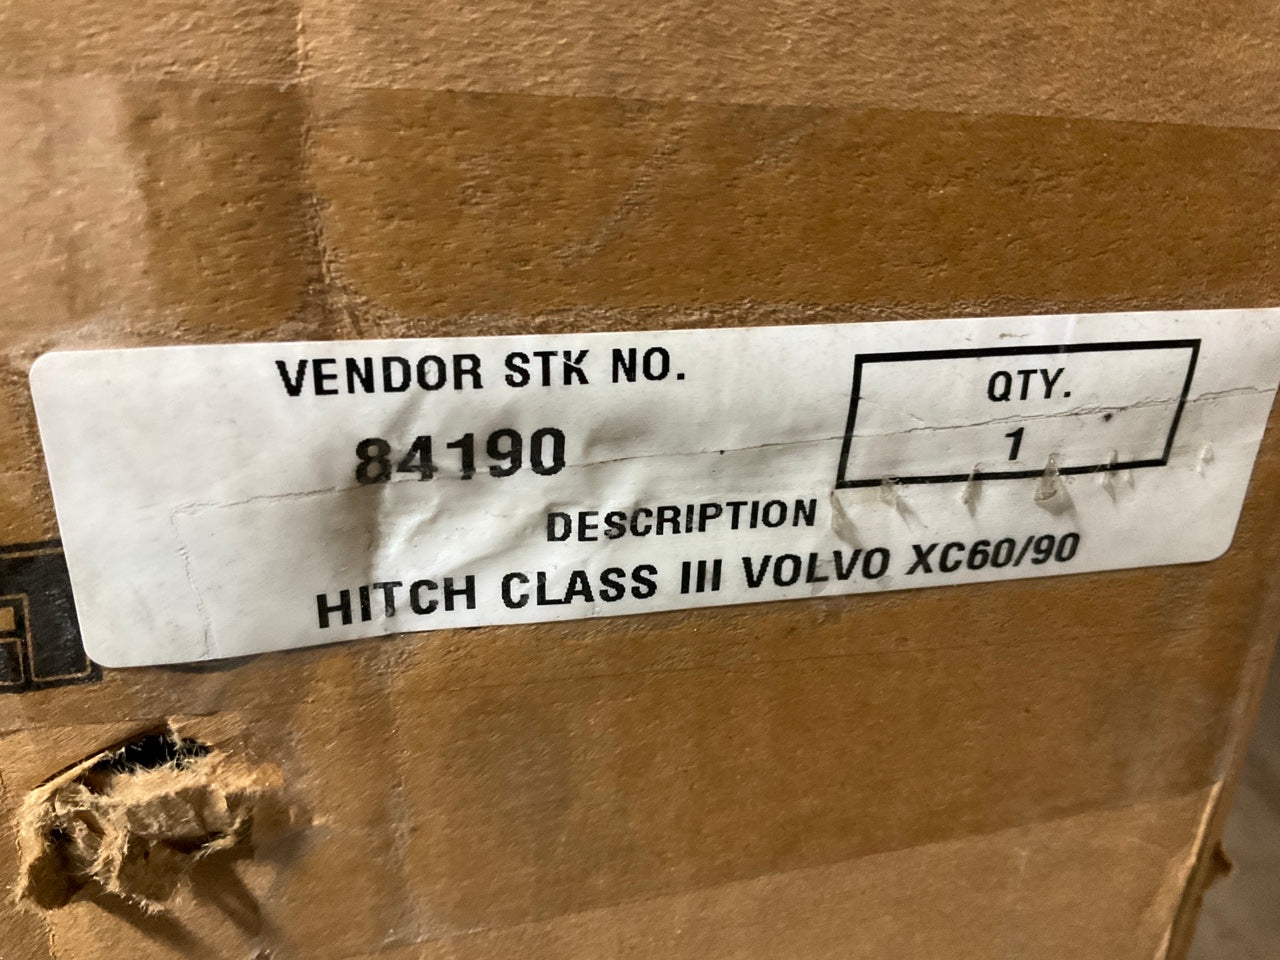 VENDOR STK NO.
84190
QTY.
1
DESCRIPTION
HITCH CLASS III VOLVO XC60/90